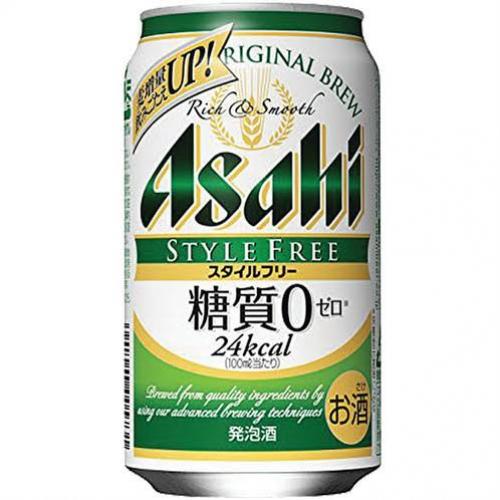 ORIGINAL BREW
UP!
Rich & Smooth
Asahi
STYLE FREE
スタイルフリー
糖質0ゼロ※
24kcal
(100ml当たり)
Brewed from quality ingredients by
using our advanced brewing techniques
さけ
お酒
発泡酒